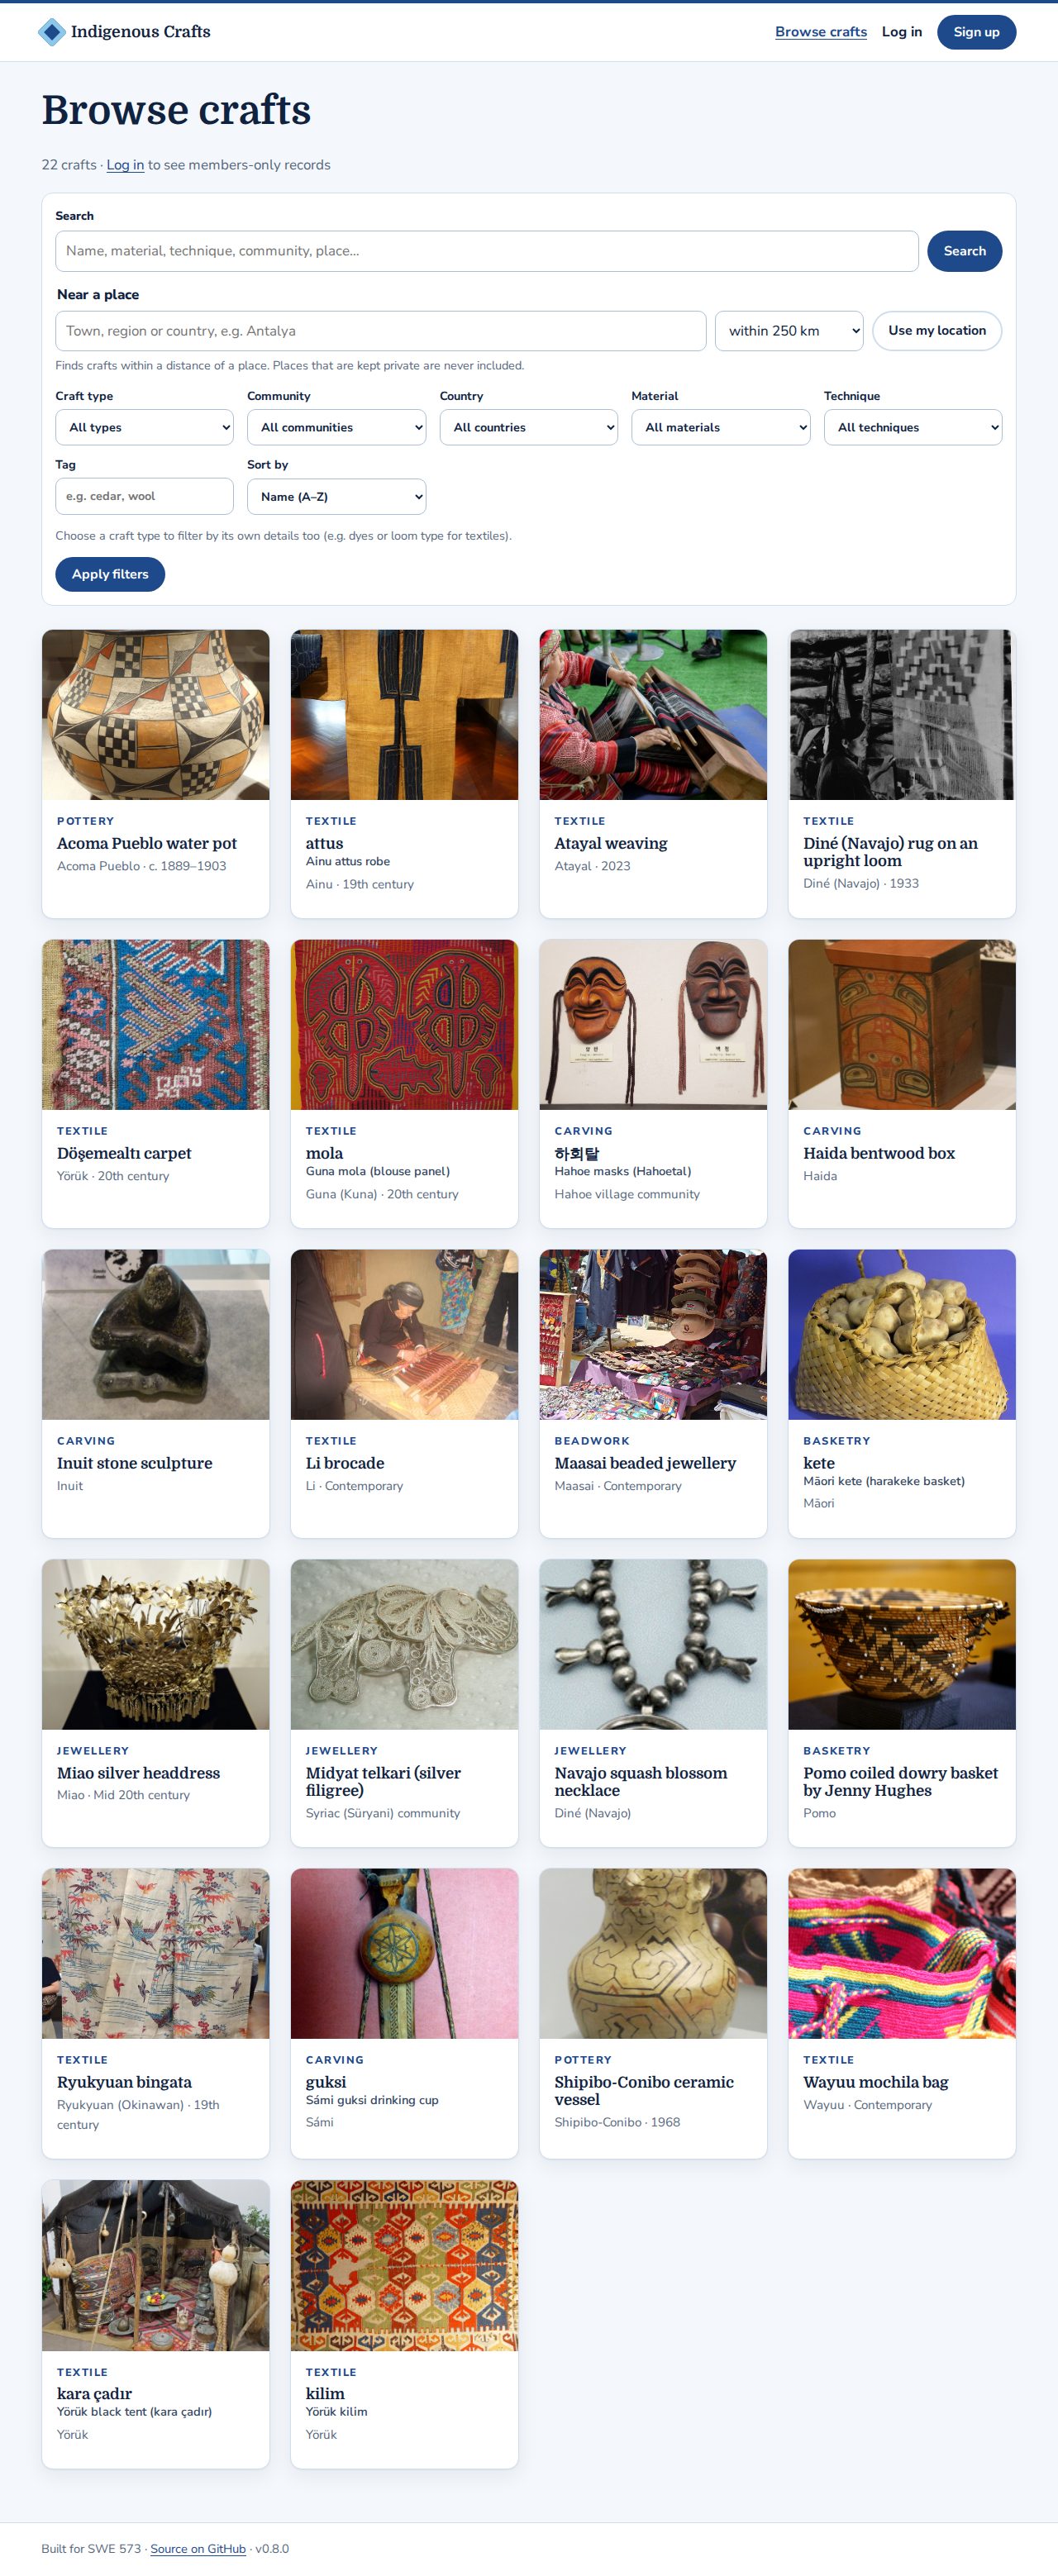 Indigenous Crafts
Browse crafts
Log in
Sign up
Browse crafts
22 crafts · Log in to see members-only records
Search
Name, material, technique, community, place...
Search
Near a place
Town, region or country, e.g. Antalya
within 250 km
Use my location
Finds crafts within a distance of a place. Places that are kept private are never included.
Craft type
Community
Country
Material
Technique
All types
All communities
All countries
All materials
All techniques
Tag
Sort by
e.g. cedar, wool
Name (A–Z)
Choose a craft type to filter by its own details too (e.g. dyes or loom type for textiles).
Apply filters
POTTERY
Acoma Pueblo water pot
Acoma Pueblo · c. 1889–1903
TEXTILE
attus
Ainu attus robe
Ainu · 19th century
TEXTILE
Atayal weaving
Atayal · 2023
TEXTILE
Diné (Navajo) rug on an
upright loom
Diné (Navajo) · 1933
TEXTILE
Döşemealtı carpet
Yörük · 20th century
TEXTILE
mola
Guna mola (blouse panel)
Guna (Kuna) · 20th century
CARVING
하회탈
Hahoe masks (Hahoetal)
Hahoe village community
CARVING
Haida bentwood box
Haida
CARVING
Inuit stone sculpture
Inuit
TEXTILE
Li brocade
Li · Contemporary
BEADWORK
Maasai beaded jewellery
Maasai · Contemporary
BASKETRY
kete
Māori kete (harakeke basket)
Māori
JEWELLERY
Miao silver headdress
Miao · Mid 20th century
JEWELLERY
Midyat telkari (silver
filigree)
Syriac (Süryani) community
JEWELLERY
Navajo squash blossom
necklace
Diné (Navajo)
BASKETRY
Pomo coiled dowry basket
by Jenny Hughes
Pomo
TEXTILE
Ryukyuan bingata
Ryukyuan (Okinawan) · 19th
century
CARVING
guksi
Sámi guksi drinking cup
Sámi
POTTERY
Shipibo-Conibo ceramic
vessel
Shipibo-Conibo · 1968
TEXTILE
Wayuu mochila bag
Wayuu · Contemporary
TEXTILE
kara çadır
Yörük black tent (kara çadır)
Yörük
TEXTILE
kilim
Yörük kilim
Yörük
Built for SWE 573 · Source on GitHub · v0.8.0